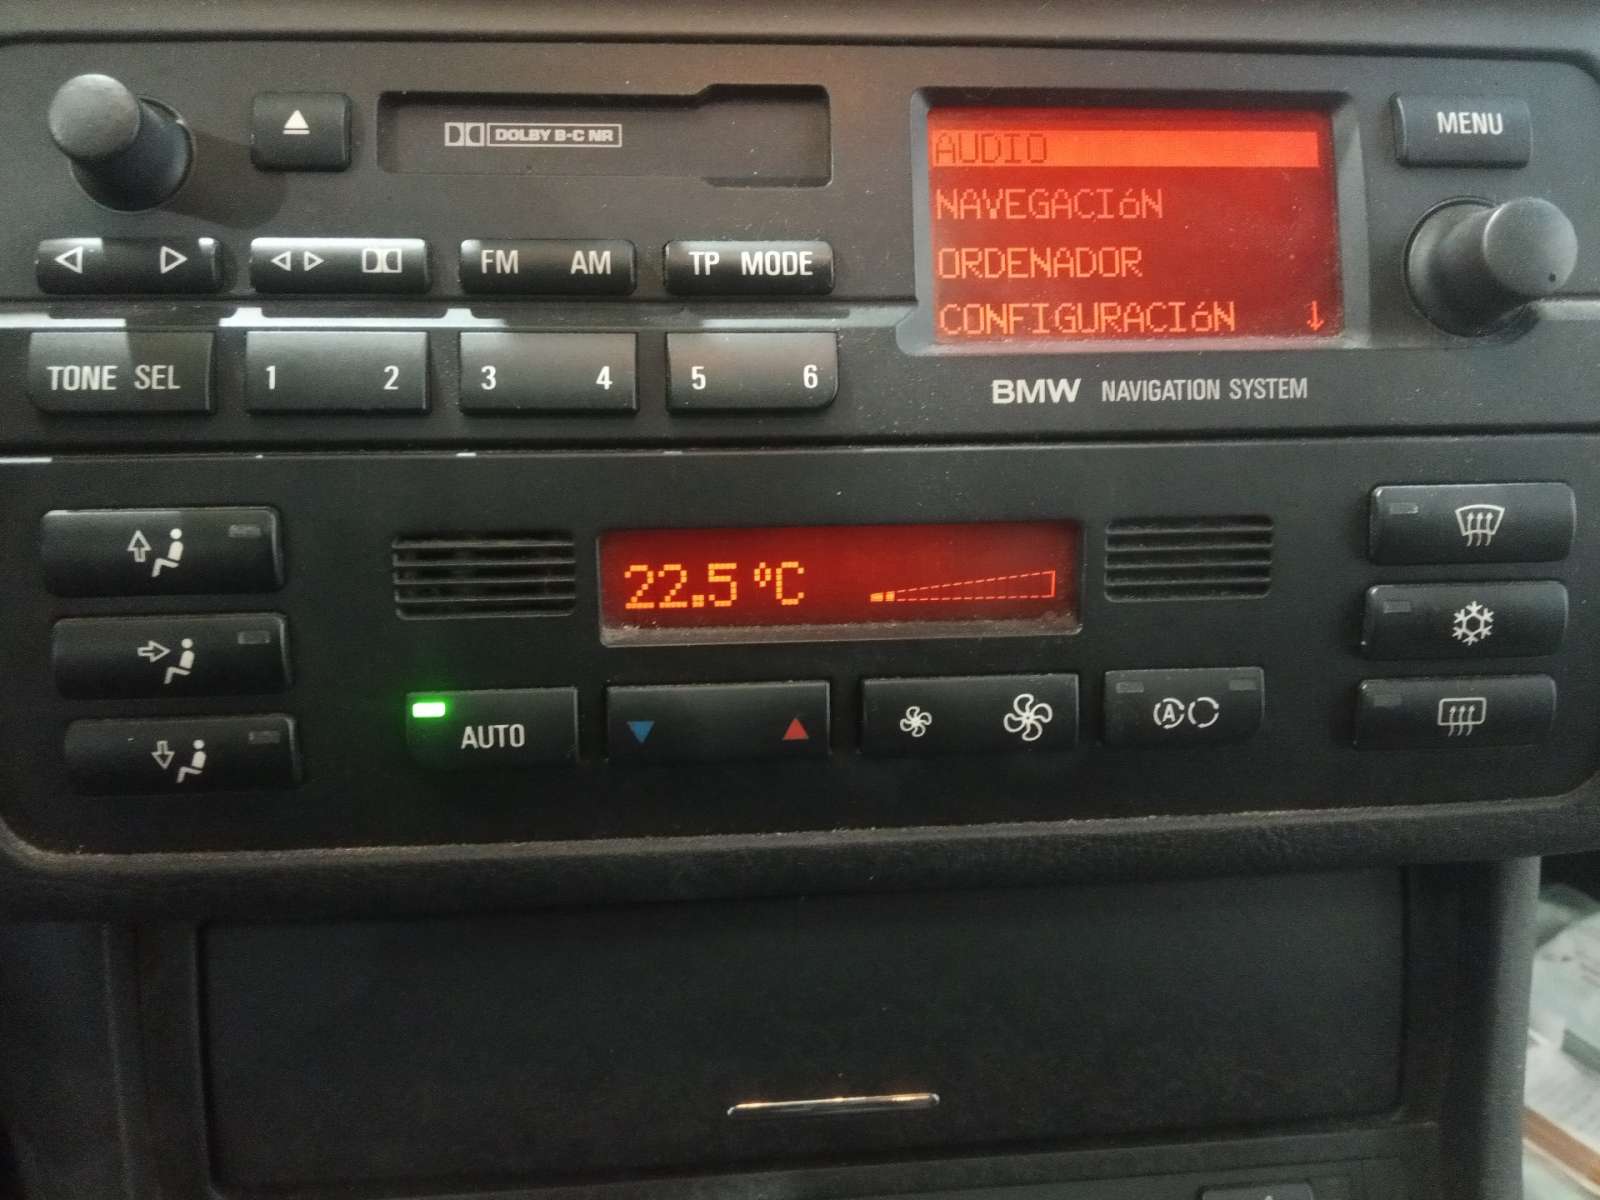 DOLBY B-C NR
MENU
AUDIO
NAVEGACIÓN
ORDENADOR
CONFIGURACIÓN ↓
FM AM
TP MODE
TONE SEL
1 2
3 4
5 6
BMW NAVIGATION SYSTEM
22.5 ºC
AUTO
A